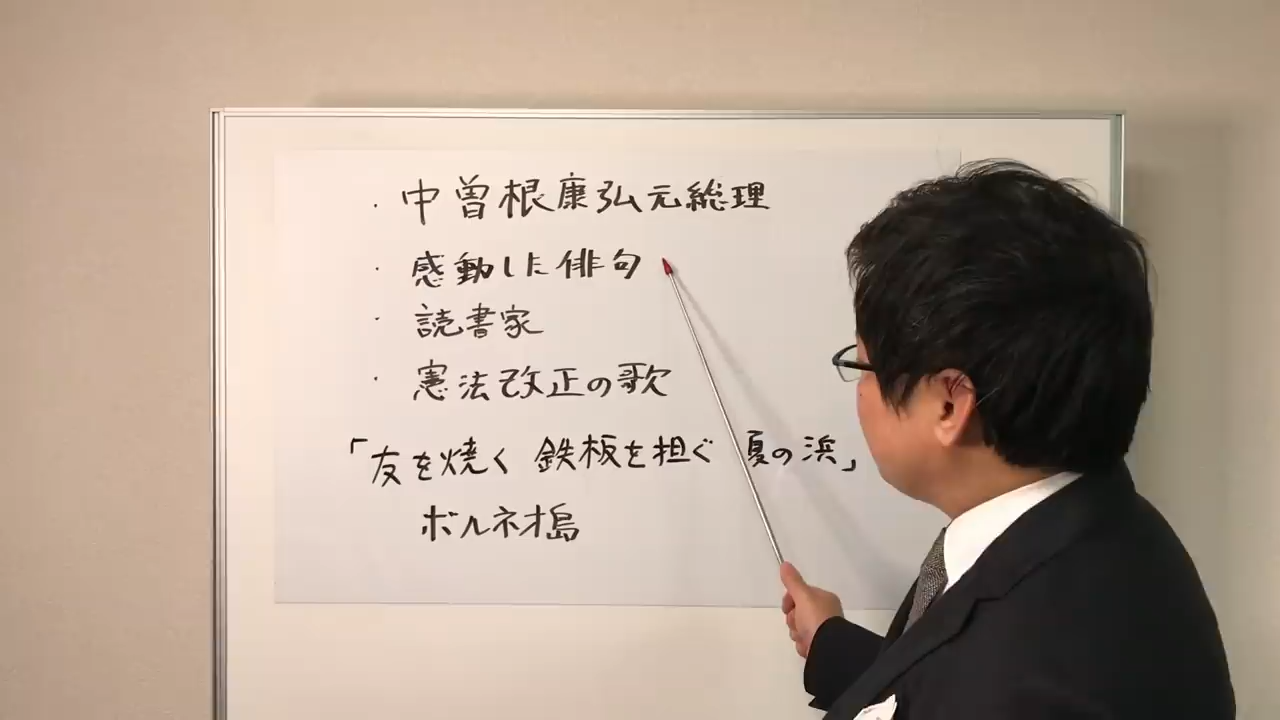 ・中曽根康弘元総理
・感動した俳句
・読書家
・憲法改正の歌
「友を焼く 鉄板を担ぐ 夏の浜」
ボルネオ島